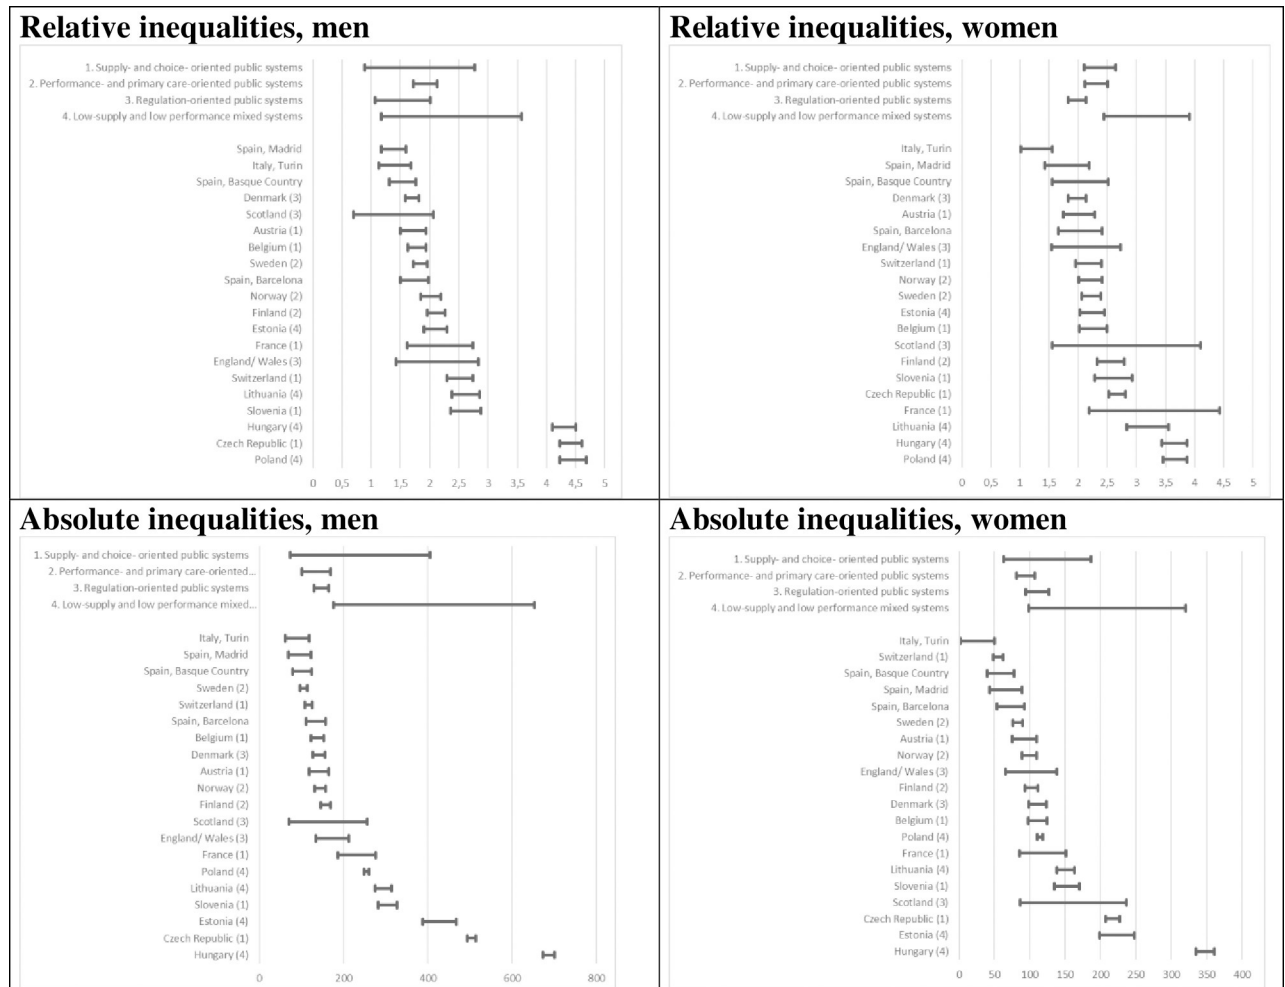 Relative inequalities, men
1. Supply- and choice- oriented public systems
2. Performance- and primary care-oriented public systems
3. Regulation-oriented public systems
4. Low-supply and low performance mixed systems
Spain, Madrid
Italy, Turin
Spain, Basque Country
Denmark (3)
Scotland (3)
Austria (1)
Belgium (1)
Sweden (2)
Spain, Barcelona
Norway (2)
Finland (2)
Estonia (4)
France (1)
England/ Wales (3)
Switzerland (1)
Lithuania (4)
Slovenia (1)
Hungary (4)
Czech Republic (1)
Poland (4)
0 0,5 1 1,5 2 2,5 3 3,5 4 4,5 5
Relative inequalities, women
1. Supply- and choice- oriented public systems
2. Performance- and primary care-oriented public systems
3. Regulation-oriented public systems
4. Low-supply and low performance mixed systems
Italy, Turin
Spain, Madrid
Spain, Basque Country
Denmark (3)
Austria (1)
Spain, Barcelona
England/ Wales (3)
Switzerland (1)
Norway (2)
Sweden (2)
Estonia (4)
Belgium (1)
Scotland (3)
Finland (2)
Slovenia (1)
Czech Republic (1)
France (1)
Lithuania (4)
Hungary (4)
Poland (4)
0 0,5 1 1,5 2 2,5 3 3,5 4 4,5 5
Absolute inequalities, men
1. Supply- and choice- oriented public systems
2. Performance- and primary care-oriented...
3. Regulation-oriented public systems
4. Low-supply and low performance mixed...
Italy, Turin
Spain, Madrid
Spain, Basque Country
Sweden (2)
Switzerland (1)
Spain, Barcelona
Belgium (1)
Denmark (3)
Austria (1)
Norway (2)
Finland (2)
Scotland (3)
England/ Wales (3)
France (1)
Poland (4)
Lithuania (4)
Slovenia (1)
Estonia (4)
Czech Republic (1)
Hungary (4)
0 200 400 600 800
Absolute inequalities, women
1. Supply- and choice- oriented public systems
2. Performance- and primary care-oriented public systems
3. Regulation-oriented public systems
4. Low-supply and low performance mixed systems
Italy, Turin
Switzerland (1)
Spain, Basque Country
Spain, Madrid
Spain, Barcelona
Sweden (2)
Austria (1)
Norway (2)
England/ Wales (3)
Finland (2)
Denmark (3)
Belgium (1)
Poland (4)
France (1)
Lithuania (4)
Slovenia (1)
Scotland (3)
Czech Republic (1)
Estonia (4)
Hungary (4)
0 50 100 150 200 250 300 350 400